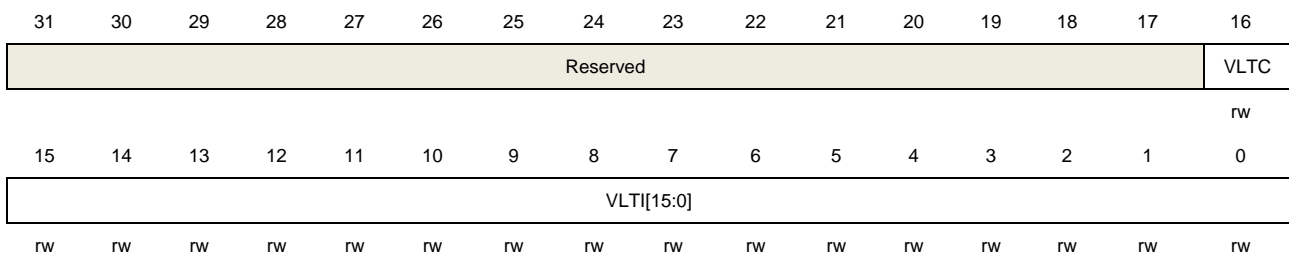 31 30 29 28 27 26 25 24 23 22 21 20 19 18 17 16
Reserved VLTC
rw
15 14 13 12 11 10 9 8 7 6 5 4 3 2 1 0
VLTI[15:0]
rw rw rw rw rw rw rw rw rw rw rw rw rw rw rw rw